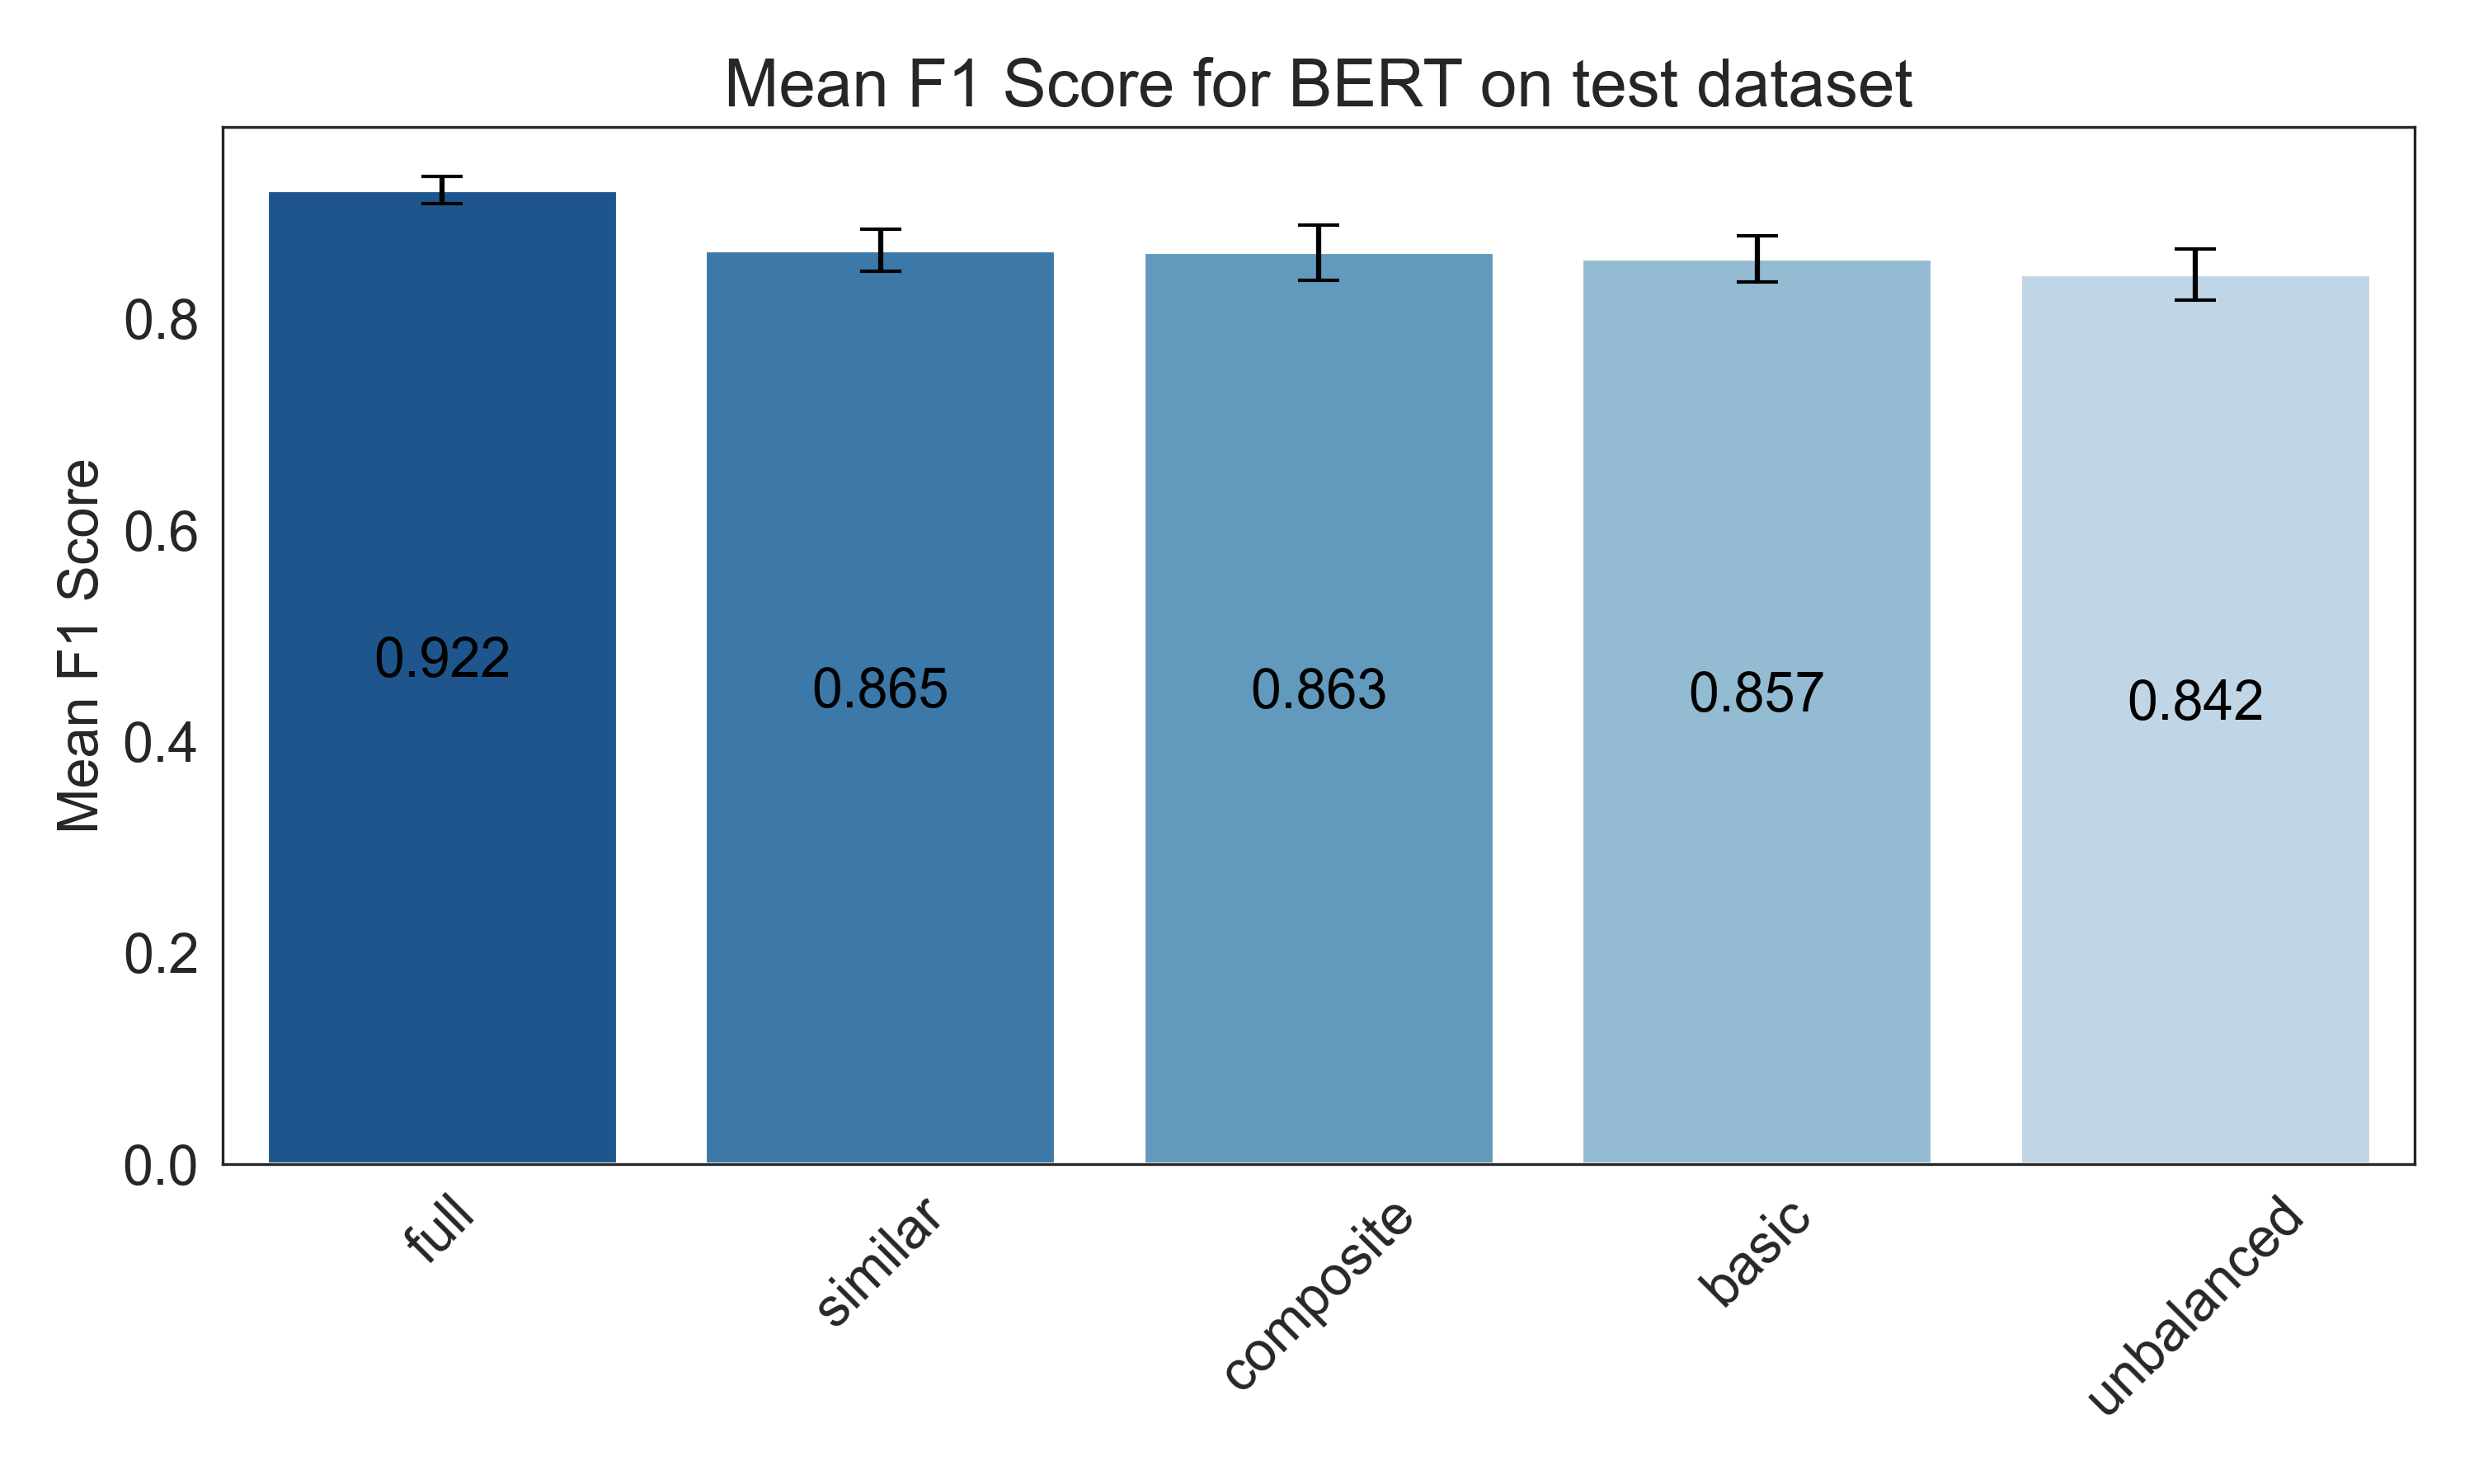 Mean F1 Score for BERT on test dataset
Mean F1 Score
0.8
0.6
0.4
0.2
0.0
0.922
0.865
0.863
0.857
0.842
full
similar
composite
basic
unbalanced